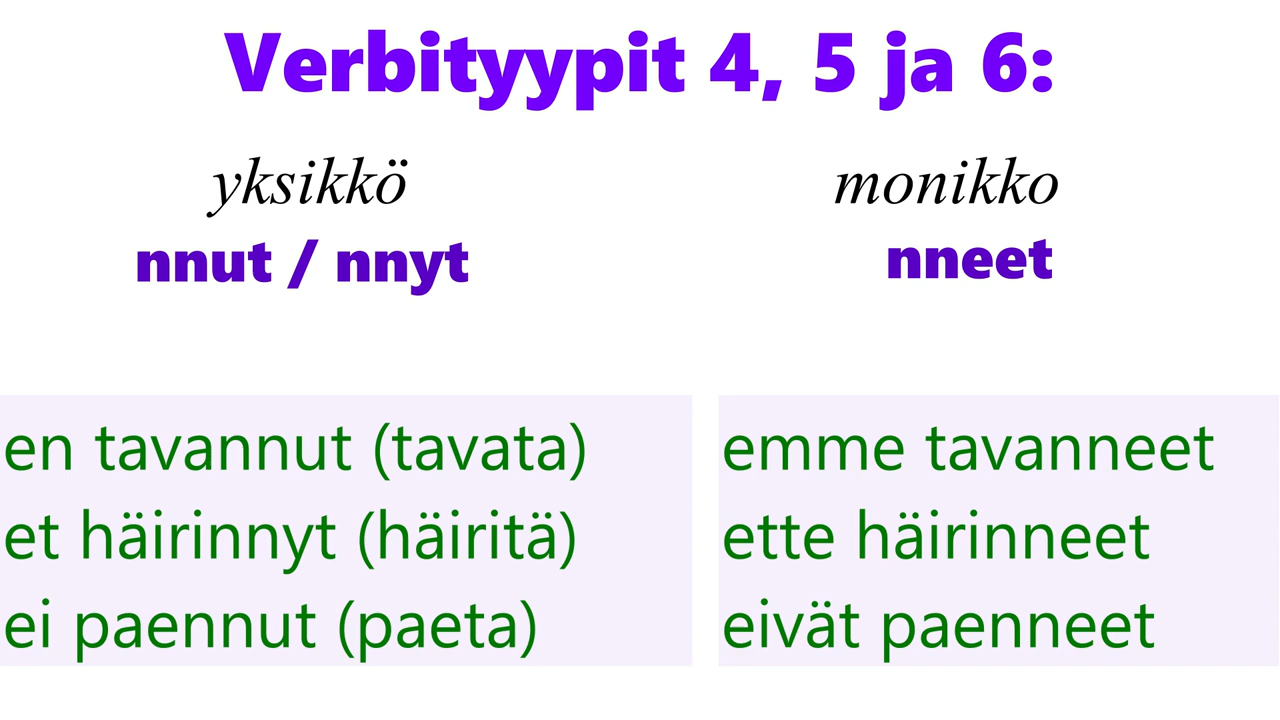 Verbityypit 4, 5 ja 6:
yksikkö
nnut / nnyt
en tavannut (tavata)
et häirinnyt (häiritä)
ei paennut (paeta)
monikko
nneet
emme tavanneet
ette häirinneet
eivät paenneet